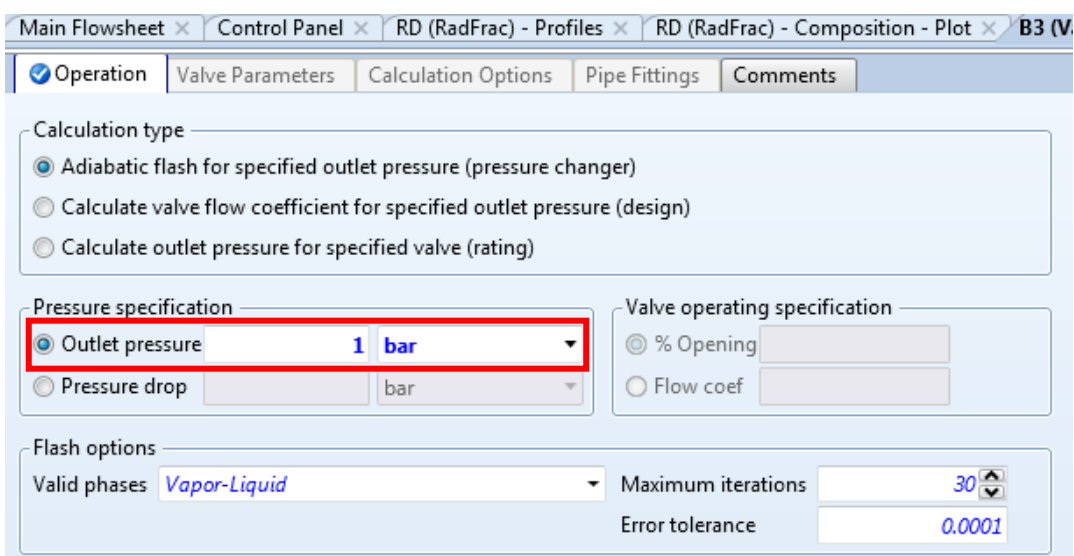 Main Flowsheet Control Panel RD (RadFrac) - Profiles RD (RadFrac) - Composition - Plot B3 (Va
Operation Valve Parameters Calculation Options Pipe Fittings Comments
Calculation type
Adiabatic flash for specified outlet pressure (pressure changer)
Calculate valve flow coefficient for specified outlet pressure (design)
Calculate outlet pressure for specified valve (rating)
Pressure specification Valve operating specification
Outlet pressure 1 bar % Opening
Pressure drop bar Flow coef
Flash options
Valid phases Vapor-Liquid Maximum iterations 30
Error tolerance 0.0001